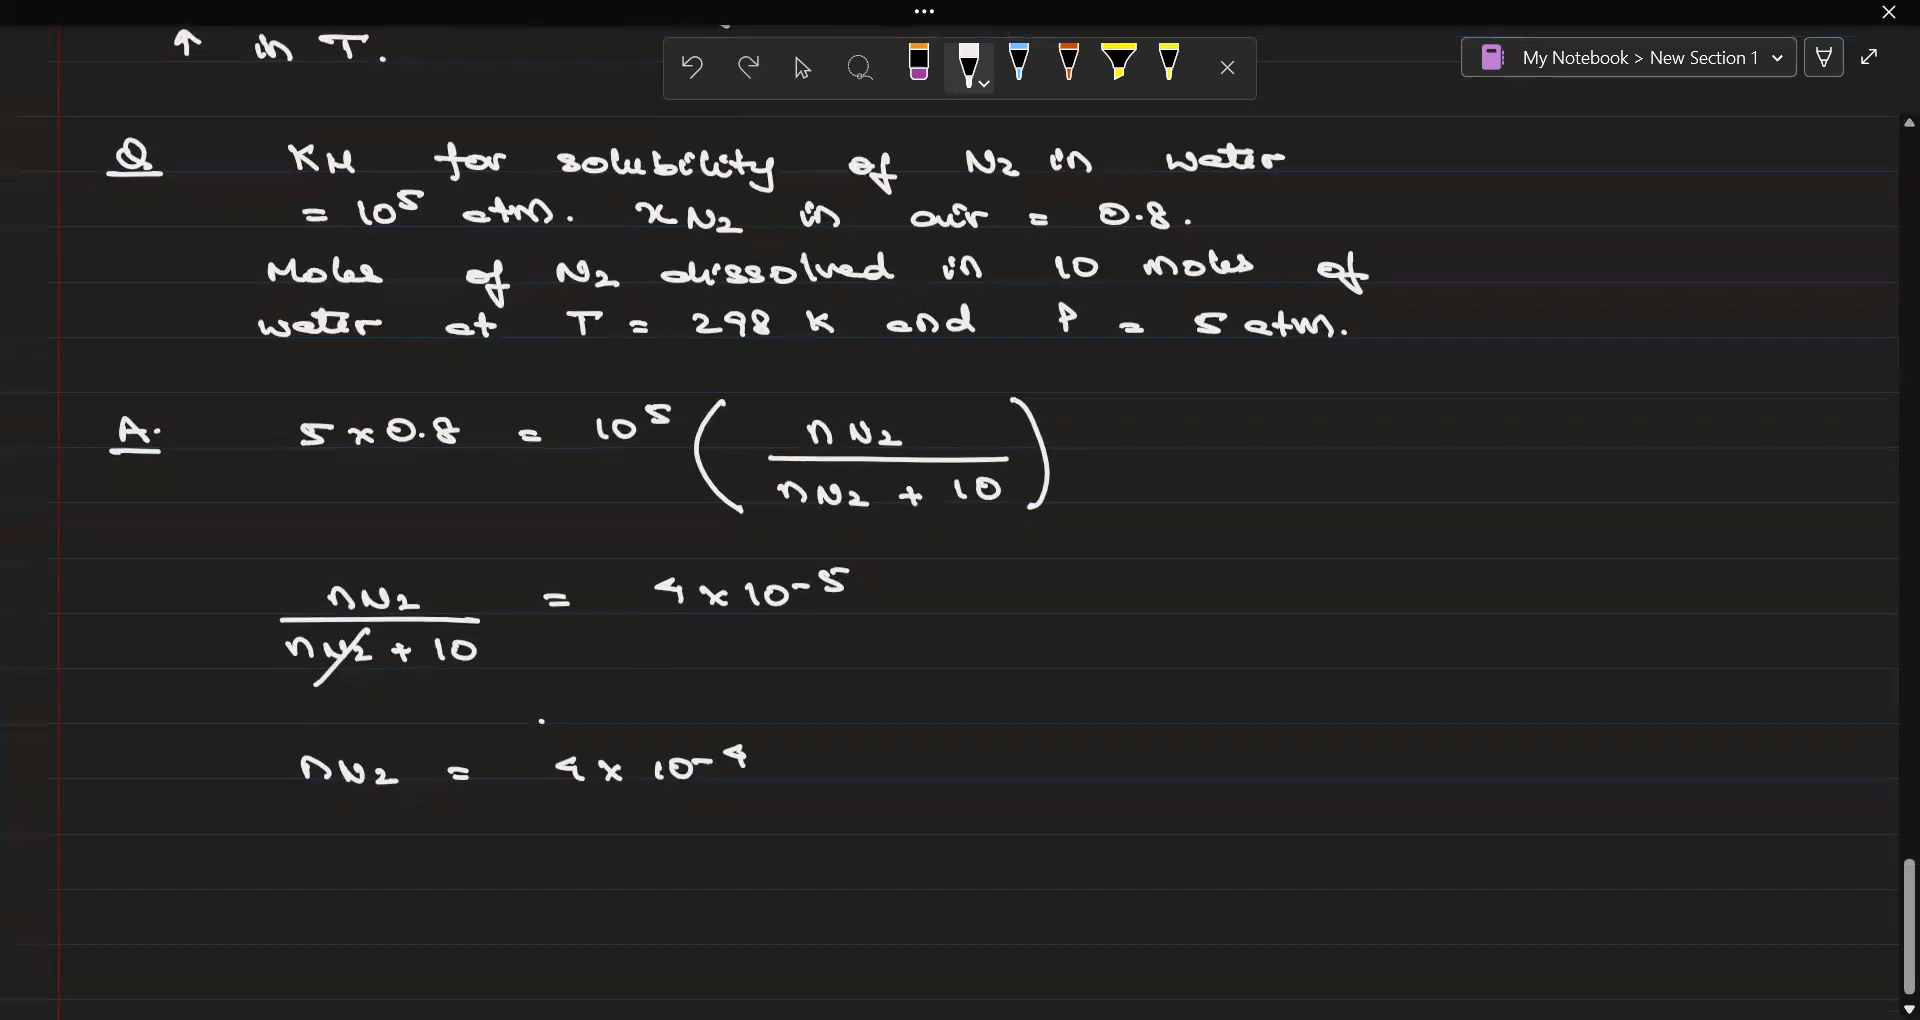 ...
My Notebook > New Section 1
↑ in T.
Q KH for solubility of N2 in water
= 10^5 atm. xN2 in air = 0.8.
Moles of N2 dissolved in 10 moles of
water at T = 298 K and P = 5 atm.
A. 5 x 0.8 = 10^5 (nN2 / (nN2 + 10))
nN2 / (nN2 + 10) = 4 x 10^-5
nN2 = 4 x 10^-4